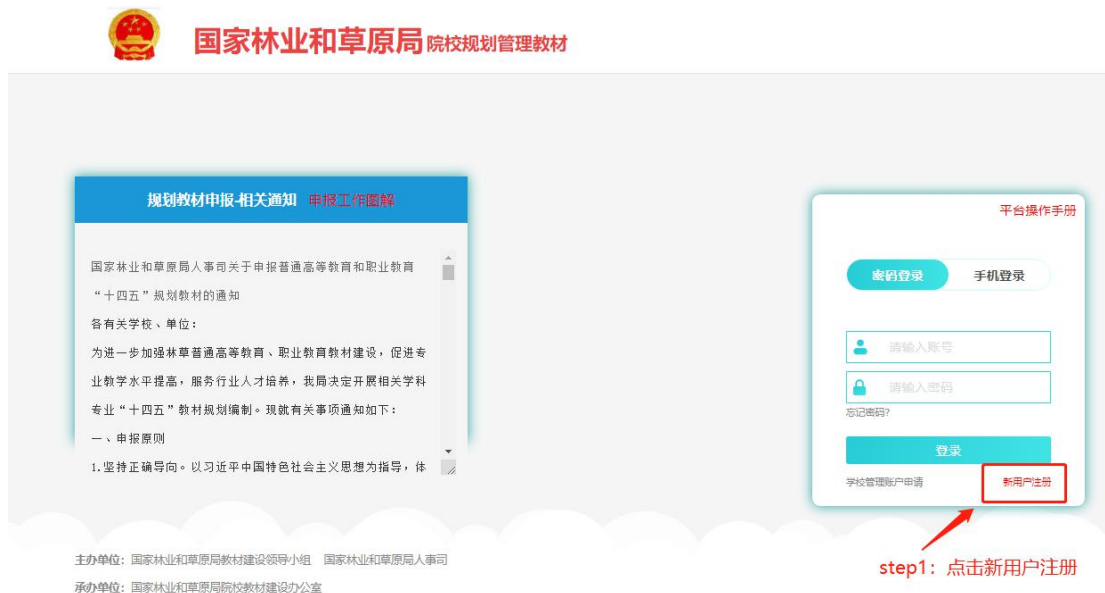 国家林业和草原局 院校规划管理教材
规划教材申报-相关通知 申报工作图解
国家林业和草原局人事司关于申报普通高等教育和职业教育
“十四五”规划教材的通知
各有关学校、单位：
为进一步加强林草普通高等教育、职业教育教材建设，促进专
业教学水平提高，服务行业人才培养，我局决定开展相关学科
专业“十四五”教材规划编制。现就有关事项通知如下：
一、申报原则
1.坚持正确导向。以习近平中国特色社会主义思想为指导，体
平台操作手册
密码登录 手机登录
请输入账号
请输入密码
忘记密码?
登录
学校管理账户申请 新用户注册
step1：点击新用户注册
主办单位：国家林业和草原局教材建设领导小组 国家林业和草原局人事司
承办单位：国家林业和草原局院校教材建设办公室